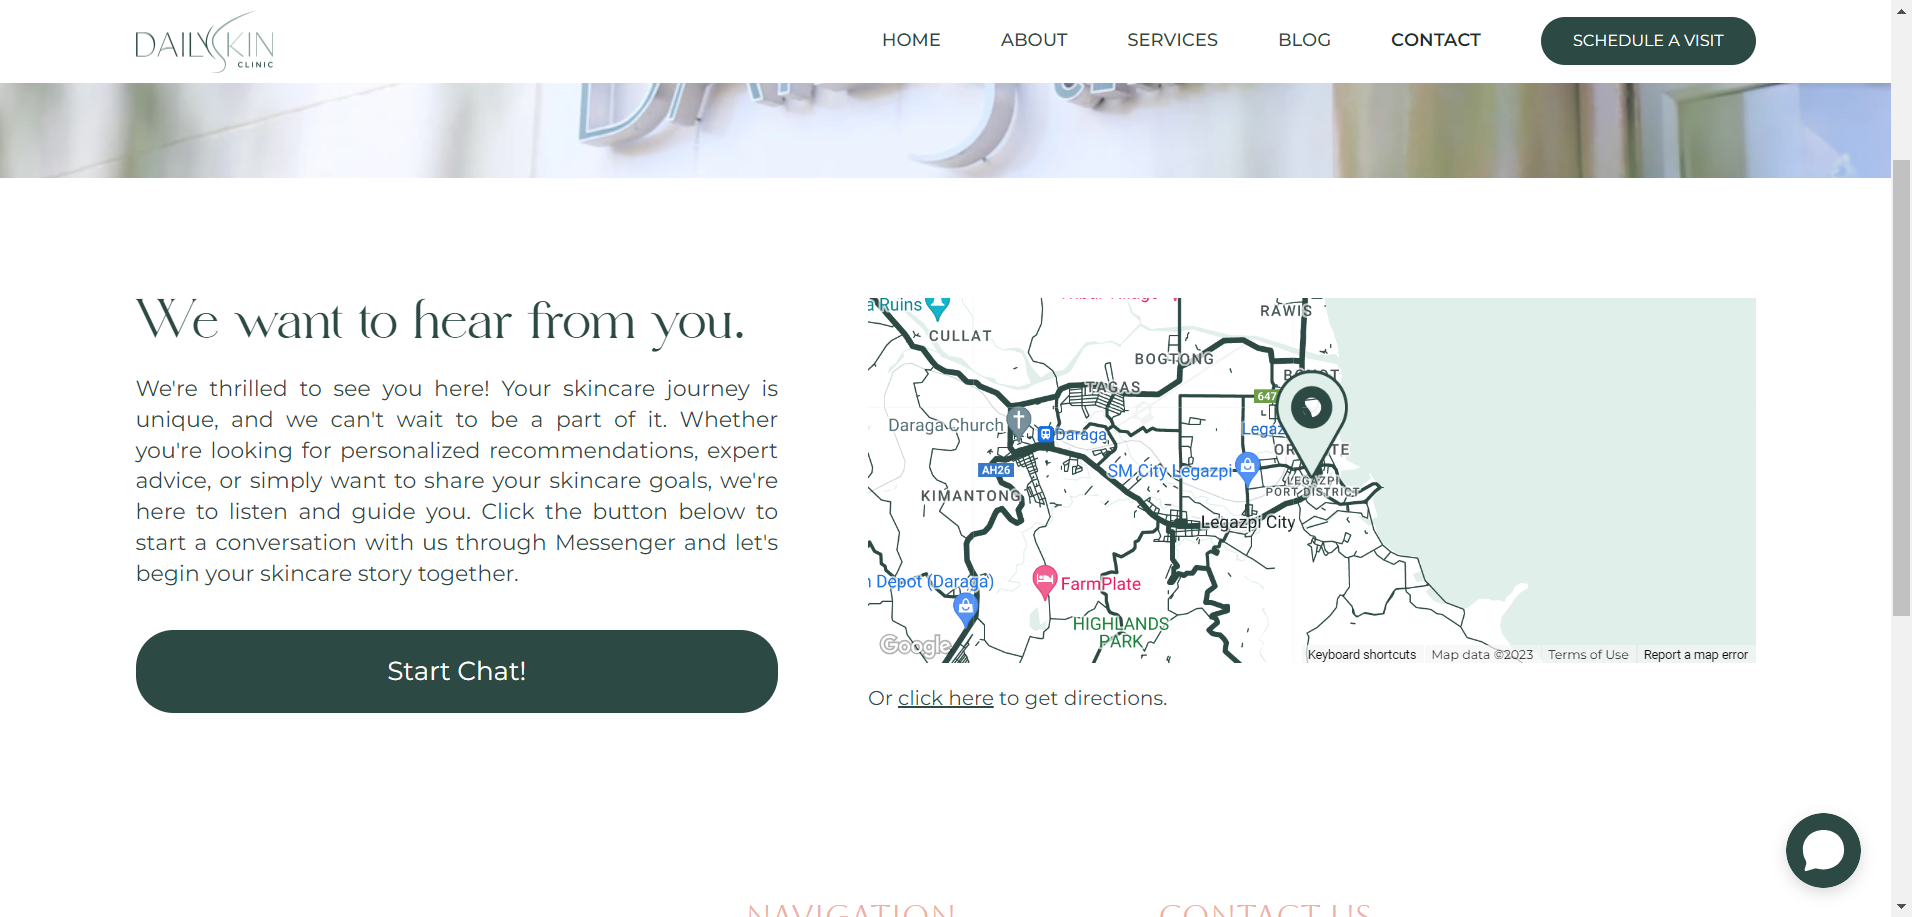 DAILYSKIN
CLINIC
HOME
ABOUT
SERVICES
BLOG
CONTACT
SCHEDULE A VISIT
We want to hear from you.
We're thrilled to see you here! Your skincare journey is
unique, and we can't wait to be a part of it. Whether
you're looking for personalized recommendations, expert
advice, or simply want to share your skincare goals, we're
here to listen and guide you. Click the button below to
start a conversation with us through Messenger and let's
begin your skincare story together.
Start Chat!
a Ruins
RAWIS
CULLAT
BOGTONG
TAGAS
647
Daraga Church
Daraga
Legaz
AH26
SM City Legazpi
LEGAZPI
PORT DISTRICT
KIMANTONG
Legazpi City
Depot (Daraga)
FarmPlate
HIGHLANDS
PARK
Google
Keyboard shortcuts
Map data ©2023
Terms of Use
Report a map error
Or click here to get directions.
NAVIGATION
CONTACT US